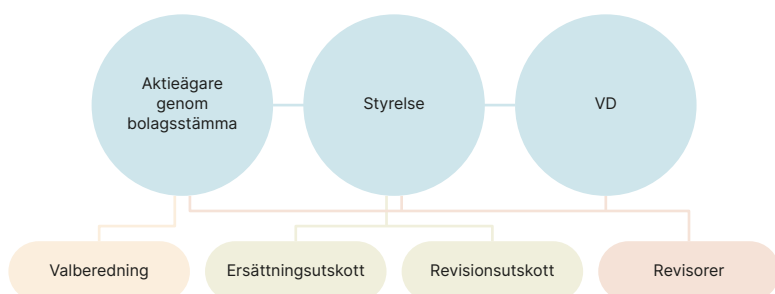 Aktieägare
genom
bolagsstämma
Styrelse
VD
Valberedning
Ersättningsutskott
Revisionsutskott
Revisorer